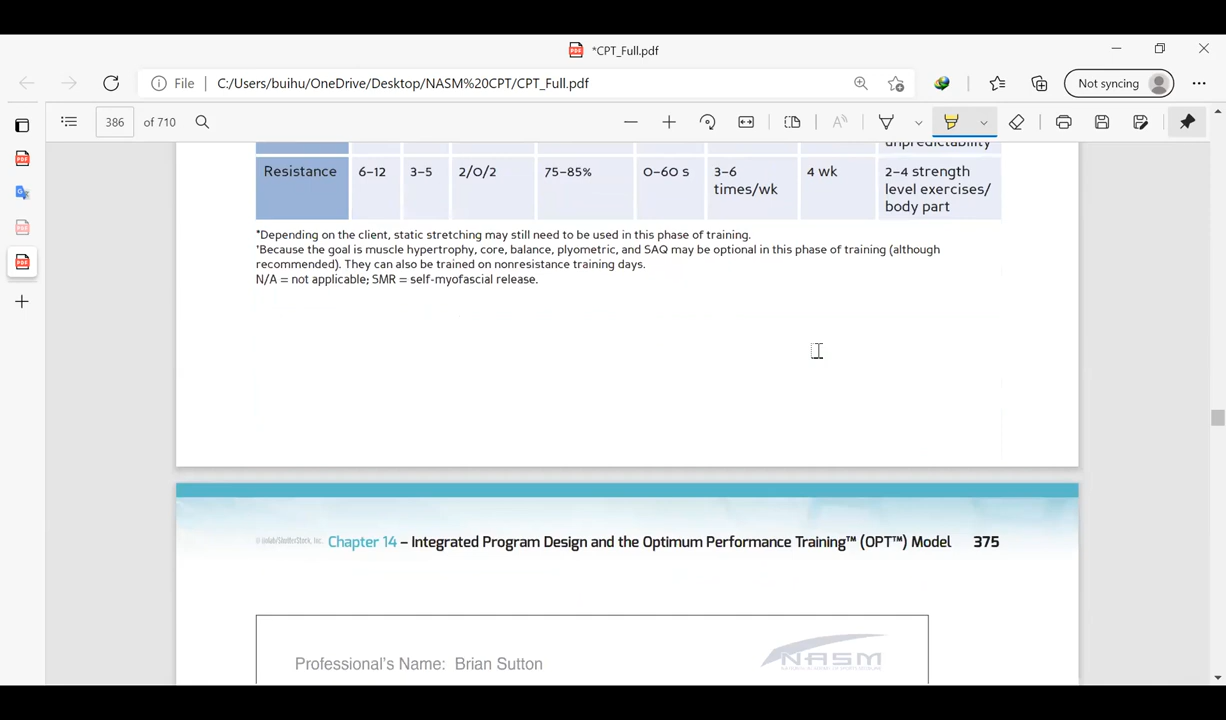 *CPT_Full.pdf
File C:/Users/buihu/OneDrive/Desktop/NASM%20CPT/CPT_Full.pdf Not syncing
386 of 710
unpredictability
Resistance 6–12 3–5 2/0/2 75–85% 0–60 s 3–6 times/wk 4 wk 2–4 strength level exercises/ body part
*Depending on the client, static stretching may still need to be used in this phase of training.
†Because the goal is muscle hypertrophy, core, balance, plyometric, and SAQ may be optional in this phase of training (although
recommended). They can also be trained on nonresistance training days.
N/A = not applicable; SMR = self-myofascial release.
Chapter 14 – Integrated Program Design and the Optimum Performance Training™ (OPT™) Model 375
Professional's Name: Brian Sutton
NASM